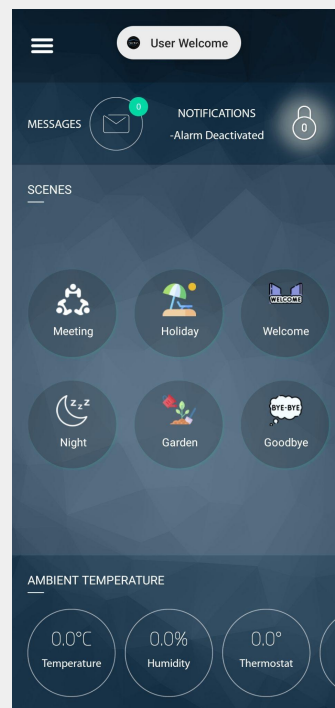 User Welcome
MESSAGES
0
NOTIFICATIONS
-Alarm Deactivated
0
SCENES
Meeting
Holiday
WELCOME
Welcome
zzz
Night
Garden
BYE-BYE
Goodbye
AMBIENT TEMPERATURE
0.0°C
Temperature
0.0%
Humidity
0.0°
Thermostat